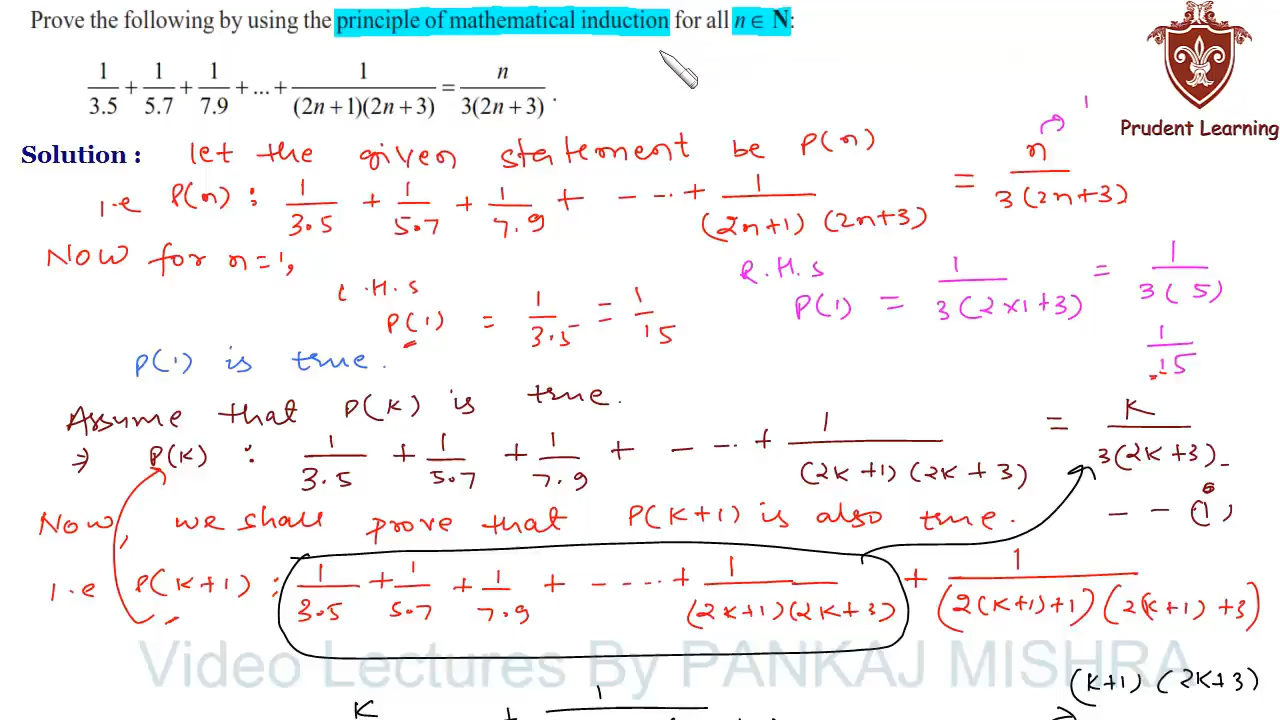 Prove the following by using the principle of mathematical induction for all n ∈ N:
1/3.5 + 1/5.7 + 1/7.9 + ... + 1/(2n+1)(2n+3) = n/3(2n+3) .
Prudent Learning
Solution : let the given statement be P(n)
i.e P(n) : 1/3.5 + 1/5.7 + 1/7.9 + - - - + 1/(2n+1) (2n+3) = n/3(2n+3)
1
Now for n=1,
L.H.S
P(1) = 1/3.5 = 1/15
R.H.S
P(1) = 1/3(2×1+3) = 1/3(5)
1/15
P(1) is true.
Assume that P(K) is true.
⇒ P(K) : 1/3.5 + 1/5.7 + 1/7.9 + - - - + 1/(2K+1) (2K+3) = K/3(2K+3)
Now, we shall prove that P(K+1) is also true. - - (1)
i.e P(K+1) : 1/3.5 + 1/5.7 + 1/7.9 + - - - - + 1/(2K+1)(2K+3) + 1/(2(K+1)+1) (2(K+1)+3)
Video Lectures By PANKAJ MISHRA
(K+1) (2K+3)
K + 1